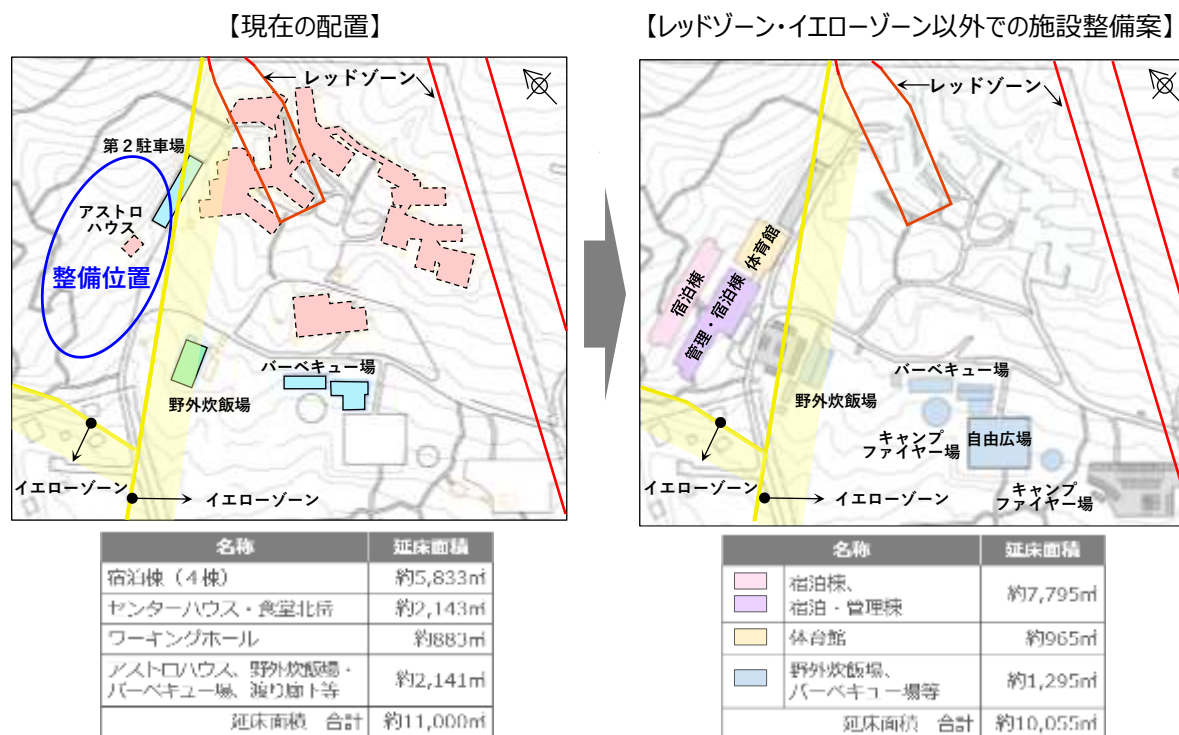 【現在の配置】
レッドゾーン
第２駐車場
アストロ
ハウス
整備位置
バーベキュー場
野外炊飯場
イエローゾーン
イエローゾーン
名称 延床面積
宿泊棟（４棟） 約5,833㎡
センターハウス・食堂北岳 約2,143㎡
ワーキングホール 約883㎡
アストロハウス、野外炊飯場・
バーベキュー場、渡り廊下等 約2,141㎡
延床面積　合計 約11,000㎡
【レッドゾーン・イエローゾーン以外での施設整備案】
レッドゾーン
体育館
宿泊棟
管理・宿泊棟
バーベキュー場
野外炊飯場
キャンプ
ファイヤー場
自由広場
イエローゾーン
イエローゾーン
キャンプ
ファイヤー場
名称 延床面積
宿泊棟、
宿泊・管理棟 約7,795㎡
体育館 約965㎡
野外炊飯場、
バーベキュー場等 約1,295㎡
延床面積　合計 約10,055㎡